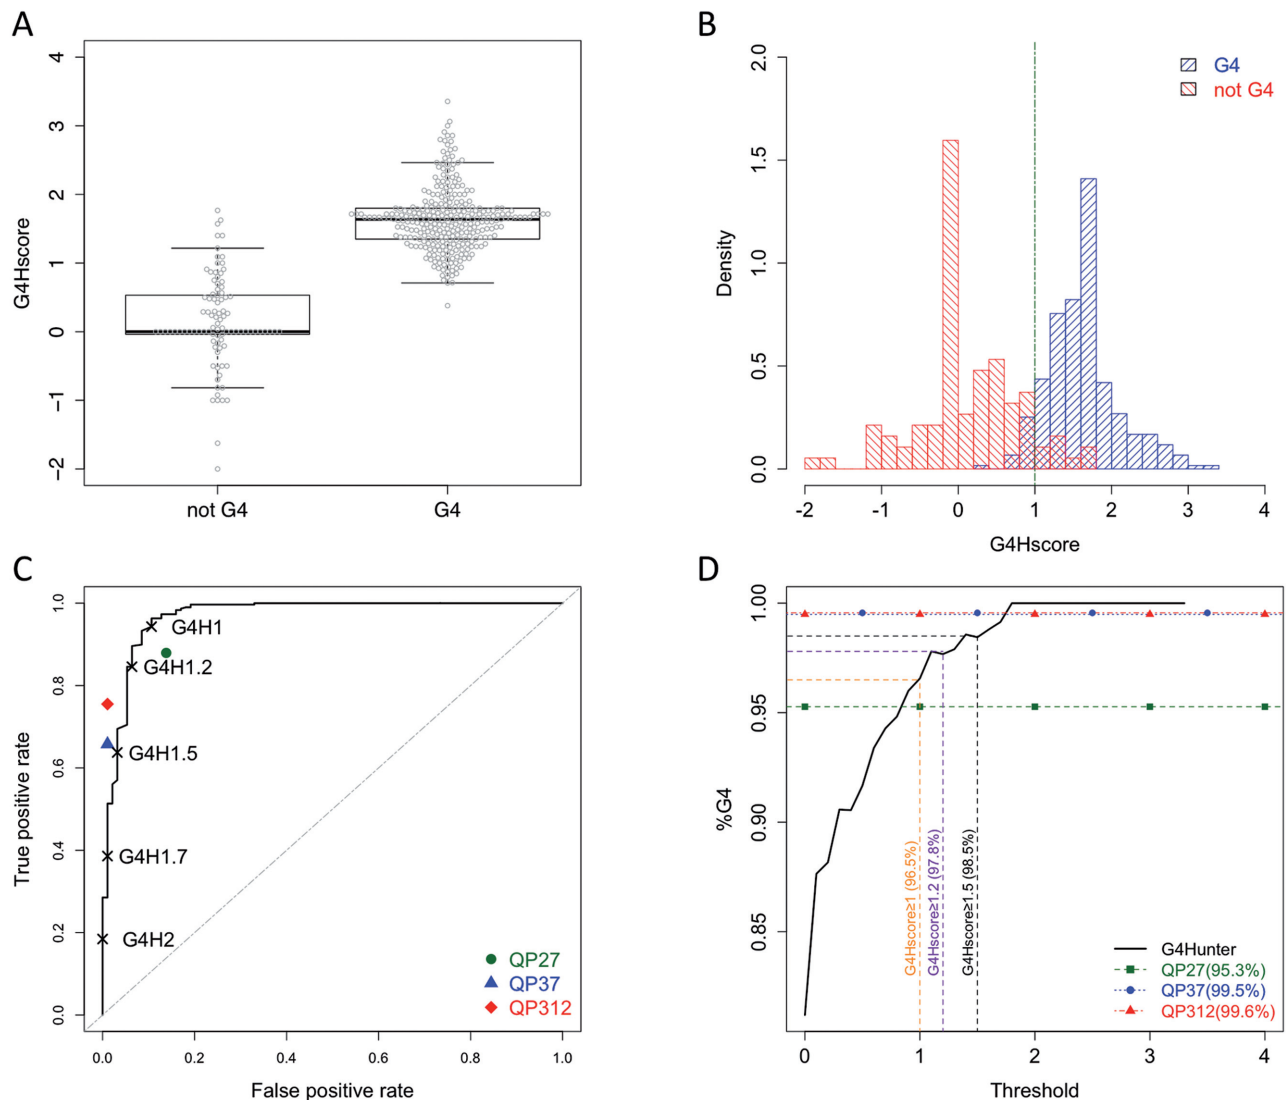 A
G4Hscore
4
3
2
1
0
−1
−2
not G4
G4
B
Density
2.0
1.5
1.0
0.5
0.0
G4
not G4
-2 -1 0 1 2 3 4
G4Hscore
C
True positive rate
1.0
0.8
0.6
0.4
0.2
0.0
G4H1
G4H1.2
G4H1.5
G4H1.7
G4H2
QP27
QP37
QP312
0.0 0.2 0.4 0.6 0.8 1.0
False positive rate
D
%G4
1.00
0.95
0.90
0.85
G4Hscore≥1 (96.5%)
G4Hscore≥1.2 (97.8%)
G4Hscore≥1.5 (98.5%)
G4Hunter
QP27(95.3%)
QP37(99.5%)
QP312(99.6%)
0 1 2 3 4
Threshold